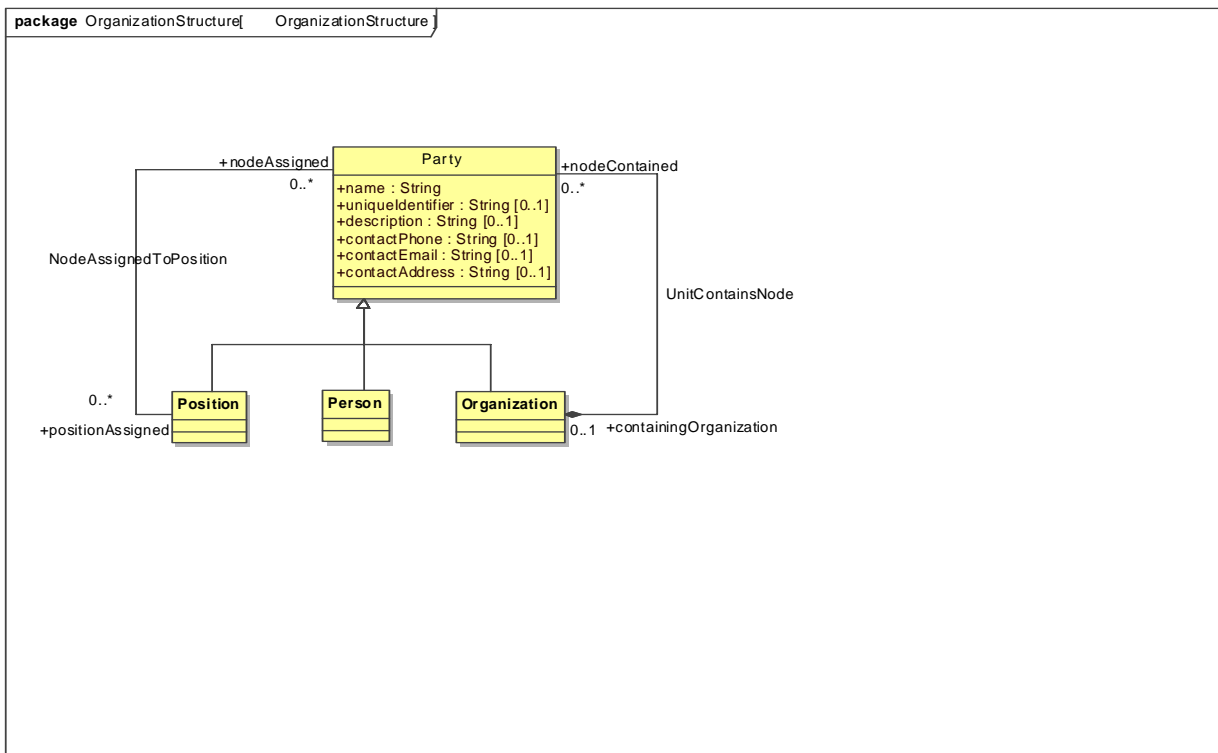 package OrganizationStructure[ OrganizationStructure ]
+nodeAssigned
0..*
Party
+name : String
+uniqueIdentifier : String [0..1]
+description : String [0..1]
+contactPhone : String [0..1]
+contactEmail : String [0..1]
+contactAddress : String [0..1]
+nodeContained
0..*
NodeAssignedToPosition
UnitContainsNode
0..*
+positionAssigned
Position
Person
Organization
0..1
+containingOrganization